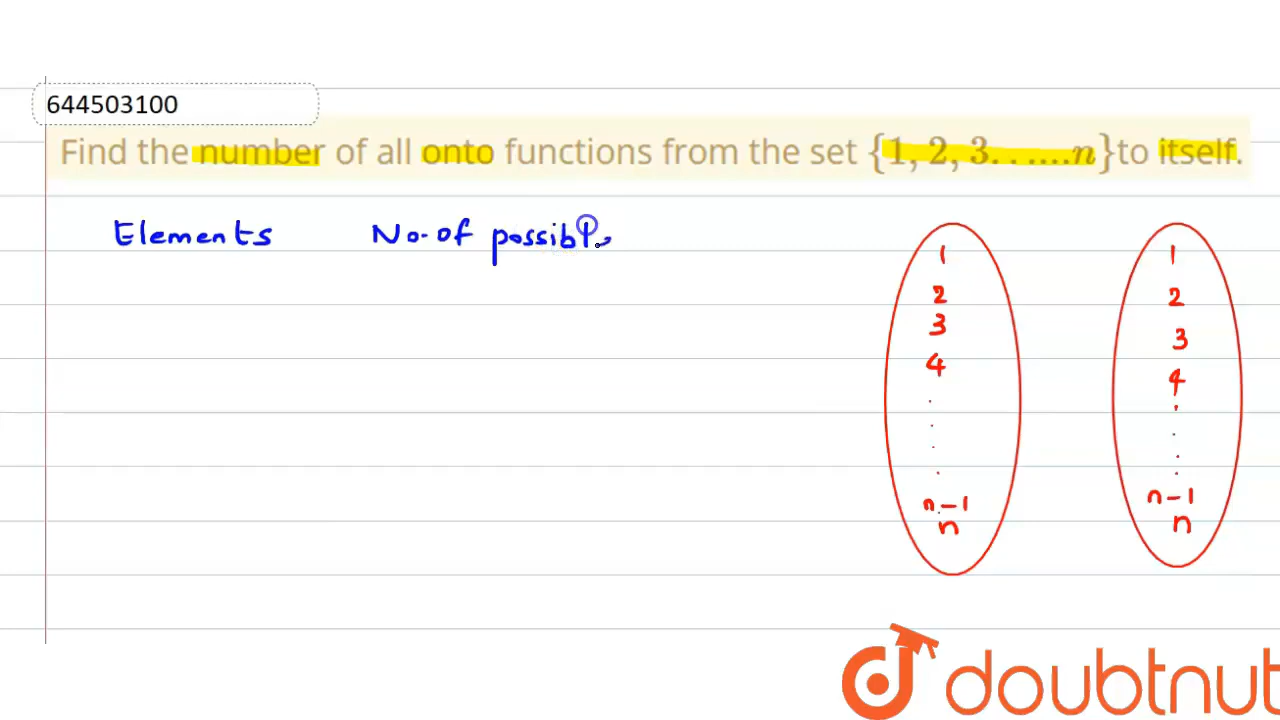 644503100
Find the number of all onto functions from the set {1, 2, 3. . .....n}to itself.
Elements No. of possibl
1 1
2 2
3 3
4 4
. .
. .
. .
. .
n-1 n-1
n n
doubtnut